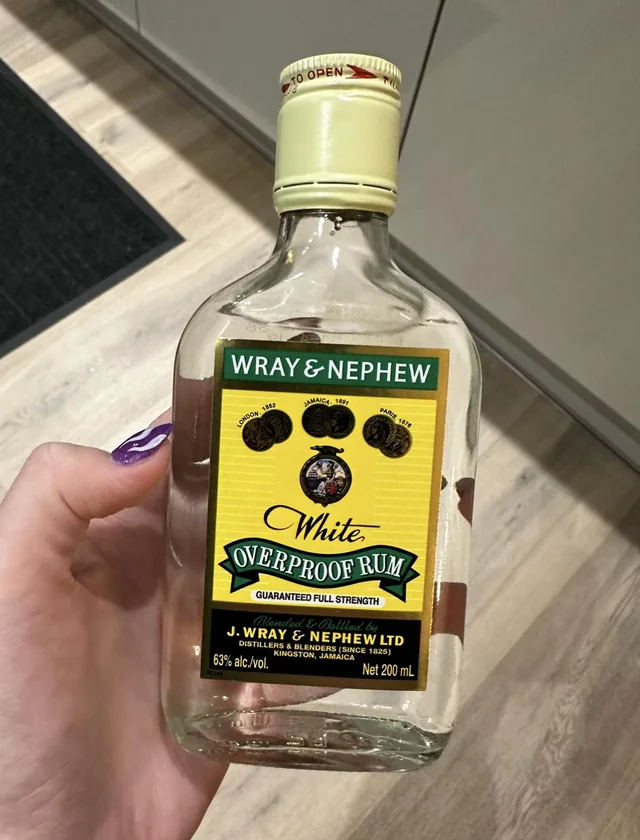 TO OPEN
WRAY & NEPHEW
LONDON 1862
JAMAICA. 1891
PARIS 1878
White
OVERPROOF RUM
GUARANTEED FULL STRENGTH
Blended & Bottled by
J. WRAY & NEPHEW LTD
DISTILLERS & BLENDERS (SINCE 1825)
KINGSTON, JAMAICA
63% alc./vol.
Net 200 mL